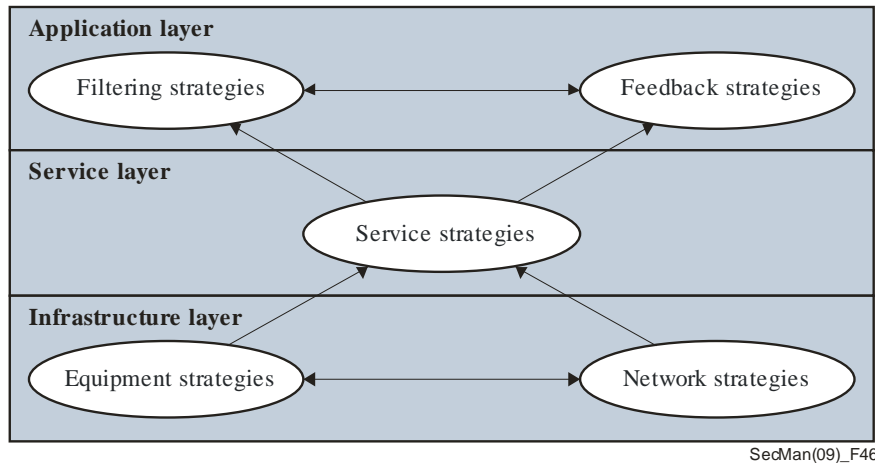 Application layer
Filtering strategies
Feedback strategies
Service layer
Service strategies
Infrastructure layer
Equipment strategies
Network strategies
SecMan(09)_F46